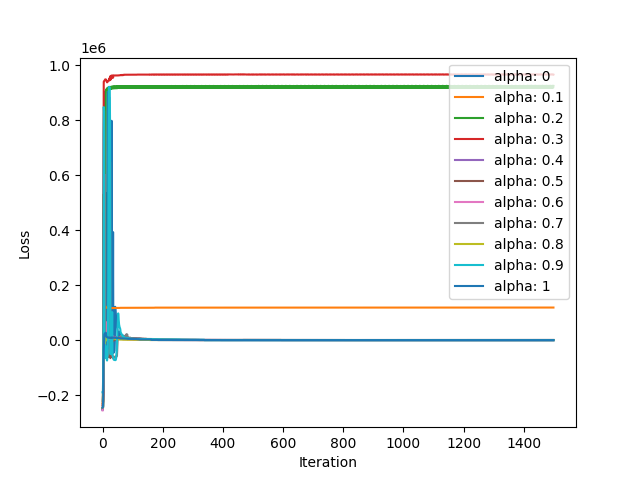 1e6
1.0
0.8
0.6
0.4
0.2
0.0
−0.2
Loss
0 200 400 600 800 1000 1200 1400
Iteration
alpha: 0
alpha: 0.1
alpha: 0.2
alpha: 0.3
alpha: 0.4
alpha: 0.5
alpha: 0.6
alpha: 0.7
alpha: 0.8
alpha: 0.9
alpha: 1